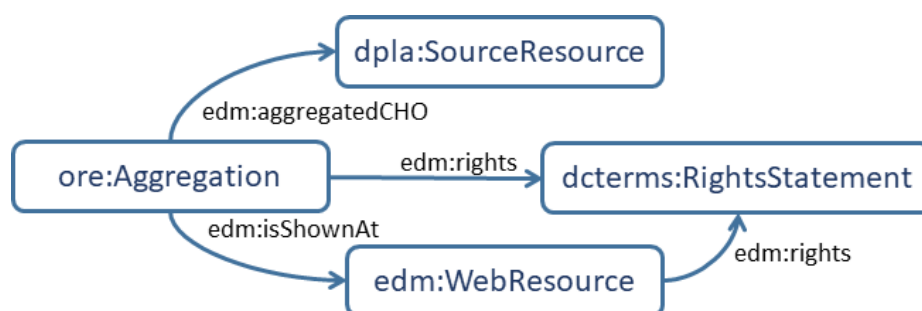 dpla:SourceResource
edm:aggregatedCHO
edm:rights
ore:Aggregation
dcterms:RightsStatement
edm:isShownAt
edm:rights
edm:WebResource